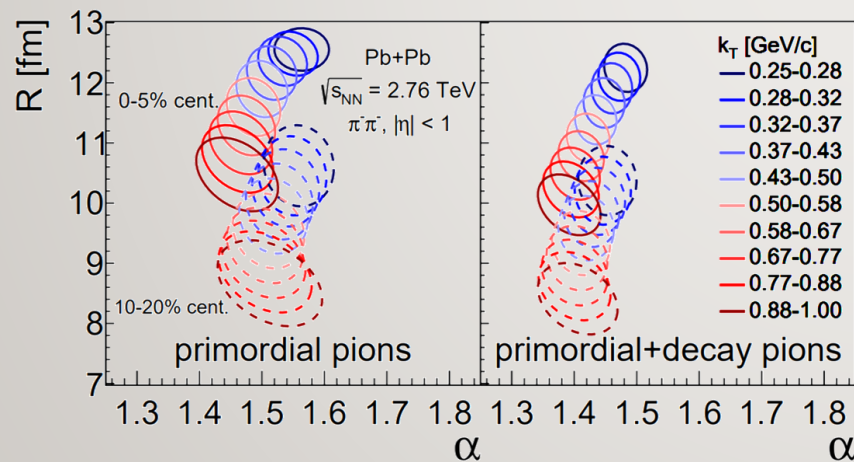 R [fm]
13
12
11
10
9
8
7
0-5% cent.
Pb+Pb
√sNN = 2.76 TeV
π-π-, |η| < 1
10-20% cent.
primordial pions
1.3 1.4 1.5 1.6 1.7 1.8
α
kT [GeV/c]
0.25-0.28
0.28-0.32
0.32-0.37
0.37-0.43
0.43-0.50
0.50-0.58
0.58-0.67
0.67-0.77
0.77-0.88
0.88-1.00
primordial+decay pions
1.3 1.4 1.5 1.6 1.7 1.8
α